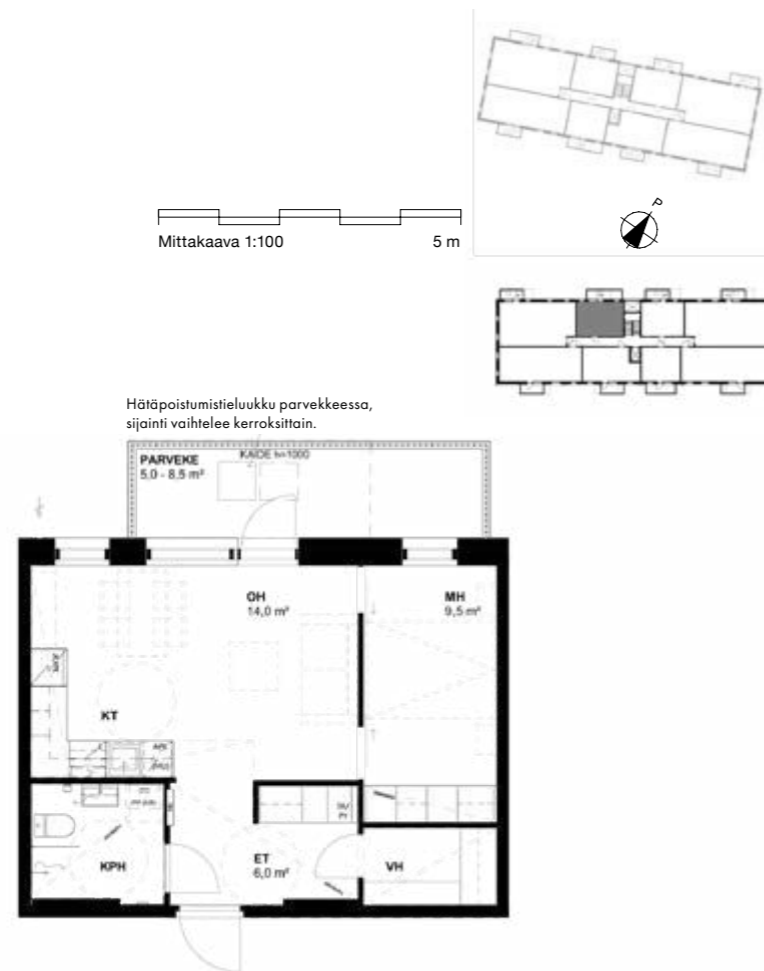 P
Mittakaava 1:100
5 m
Hätäpoistumistieluukku parvekkeessa,
sijainti vaihtelee kerroksittain.
PARVEKE
5,0 - 8,5 m²
KAIDE h=1000
OH
14,0 m²
MH
9,5 m²
KT
KPH
ET
6,0 m²
VH